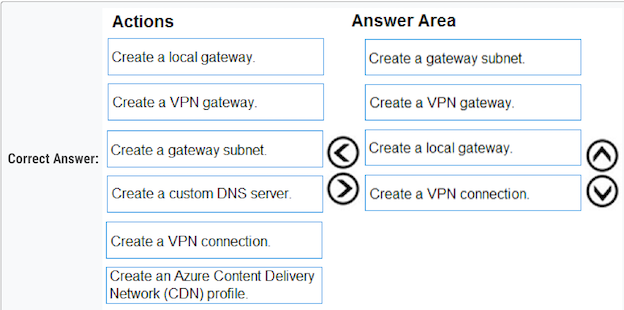 Actions
Answer Area
Create a local gateway.
Create a gateway subnet.
Create a VPN gateway.
Create a VPN gateway.
Correct Answer:
Create a gateway subnet.
Create a local gateway.
Create a custom DNS server.
Create a VPN connection.
Create a VPN connection.
Create an Azure Content Delivery
Network (CDN) profile.